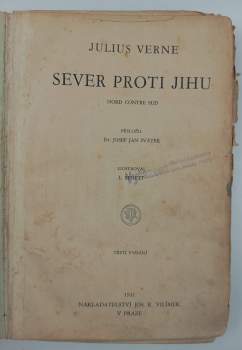 JULIUS VERNE
SEVER PROTI JIHU
NORD CONTRE SUD
PŘELOŽIL
Dr. JOSEF JAN SVÁTEK
ILUSTROVAL
L. BENETT
TŘETÍ VYDÁNÍ
NAKLADATELSTVÍ JOS. R. VILÍMEK
V PRAZE